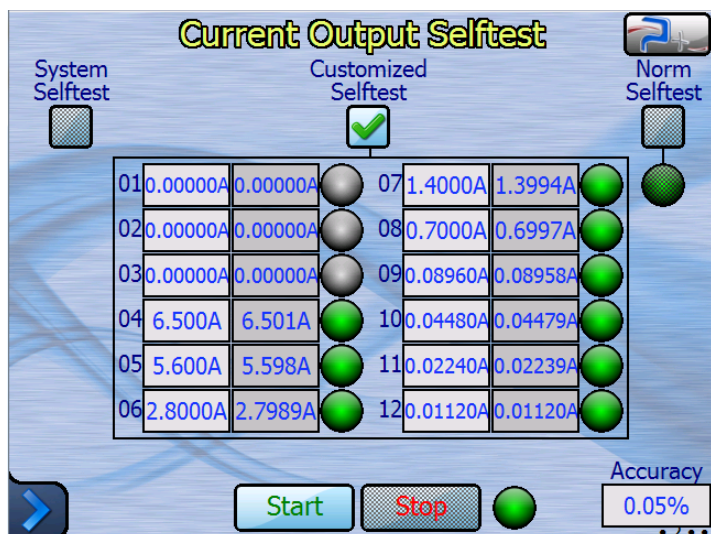 Current Output Selftest
System Selftest
Customized Selftest
Norm Selftest
01 0.00000A 0.00000A 07 1.4000A 1.3994A
02 0.00000A 0.00000A 08 0.7000A 0.6997A
03 0.00000A 0.00000A 09 0.08960A 0.08958A
04 6.500A 6.501A 10 0.04480A 0.04479A
05 5.600A 5.598A 11 0.02240A 0.02239A
06 2.8000A 2.7989A 12 0.01120A 0.01120A
Accuracy
Start Stop 0.05%